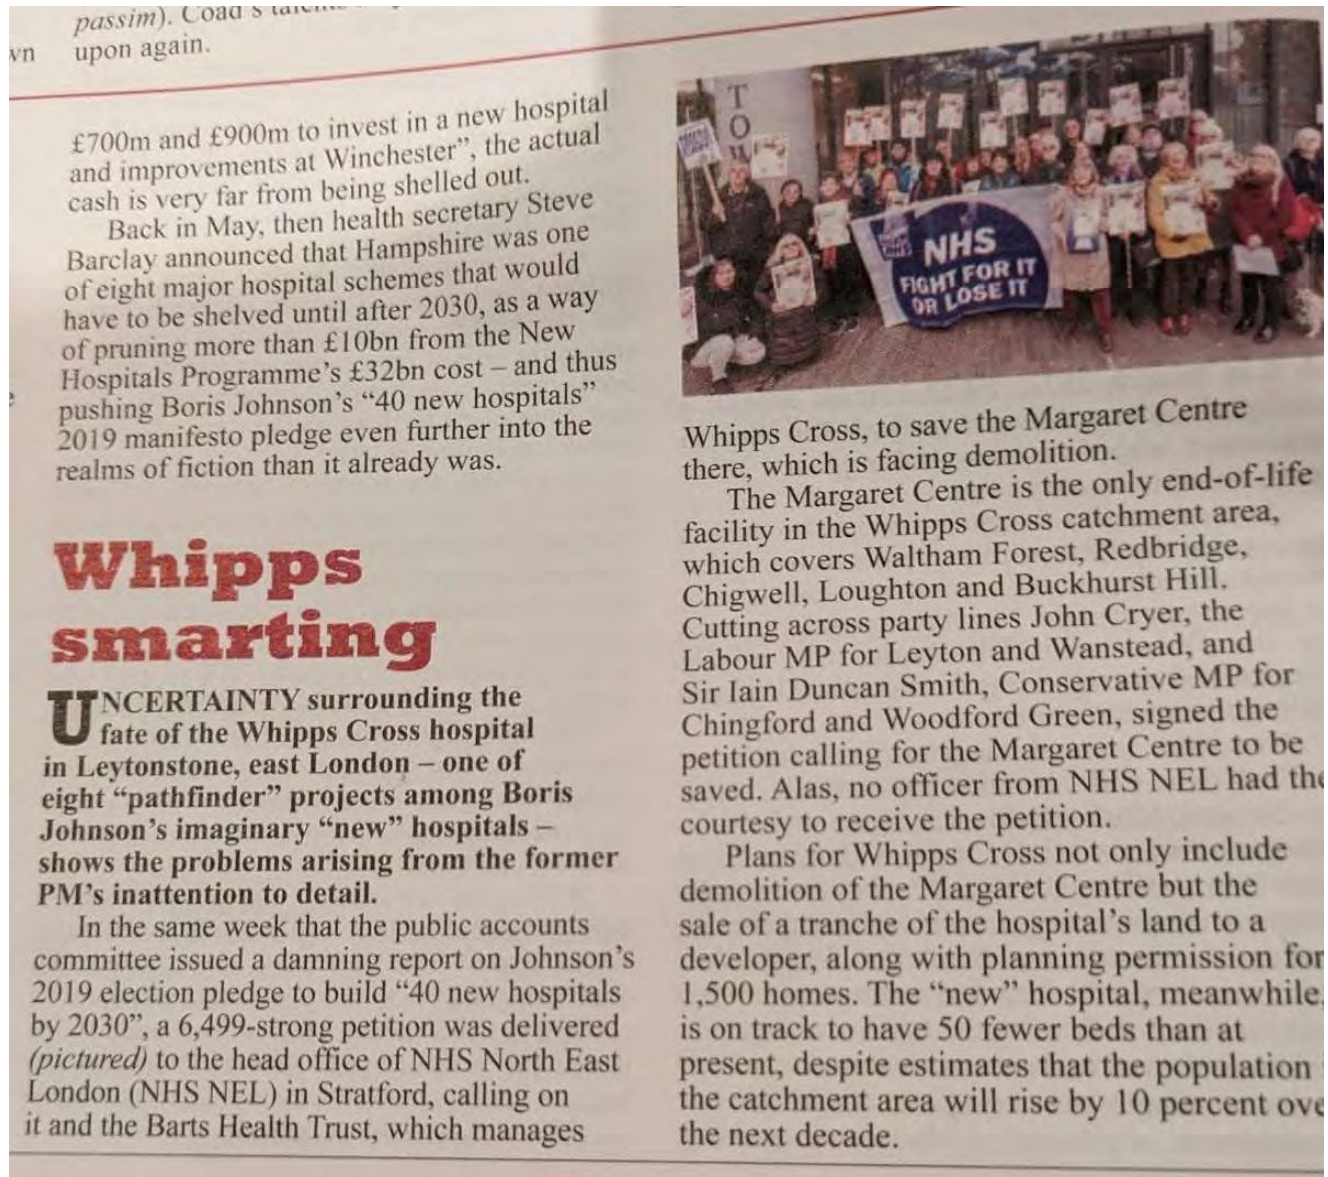 passim). Coad's
vn upon again.
£700m and £900m to invest in a new hospital
and improvements at Winchester”, the actual
cash is very far from being shelled out.
Back in May, then health secretary Steve
Barclay announced that Hampshire was one
of eight major hospital schemes that would
have to be shelved until after 2030, as a way
of pruning more than £10bn from the New
Hospitals Programme’s £32bn cost – and thus
pushing Boris Johnson’s “40 new hospitals”
2019 manifesto pledge even further into the
realms of fiction than it already was.
Whipps
smarting
UNCERTAINTY surrounding the
fate of the Whipps Cross hospital
in Leytonstone, east London – one of
eight “pathfinder” projects among Boris
Johnson’s imaginary “new” hospitals –
shows the problems arising from the former
PM’s inattention to detail.
In the same week that the public accounts
committee issued a damning report on Johnson’s
2019 election pledge to build “40 new hospitals
by 2030”, a 6,499-strong petition was delivered
(pictured) to the head office of NHS North East
London (NHS NEL) in Stratford, calling on
it and the Barts Health Trust, which manages
T
O
NHS
FIGHT FOR IT
OR LOSE IT
Whipps Cross, to save the Margaret Centre
there, which is facing demolition.
The Margaret Centre is the only end-of-life
facility in the Whipps Cross catchment area,
which covers Waltham Forest, Redbridge,
Chigwell, Loughton and Buckhurst Hill.
Cutting across party lines John Cryer, the
Labour MP for Leyton and Wanstead, and
Sir Iain Duncan Smith, Conservative MP for
Chingford and Woodford Green, signed the
petition calling for the Margaret Centre to be
saved. Alas, no officer from NHS NEL had the
courtesy to receive the petition.
Plans for Whipps Cross not only include
demolition of the Margaret Centre but the
sale of a tranche of the hospital’s land to a
developer, along with planning permission for
1,500 homes. The “new” hospital, meanwhile,
is on track to have 50 fewer beds than at
present, despite estimates that the population
the catchment area will rise by 10 percent ove
the next decade.